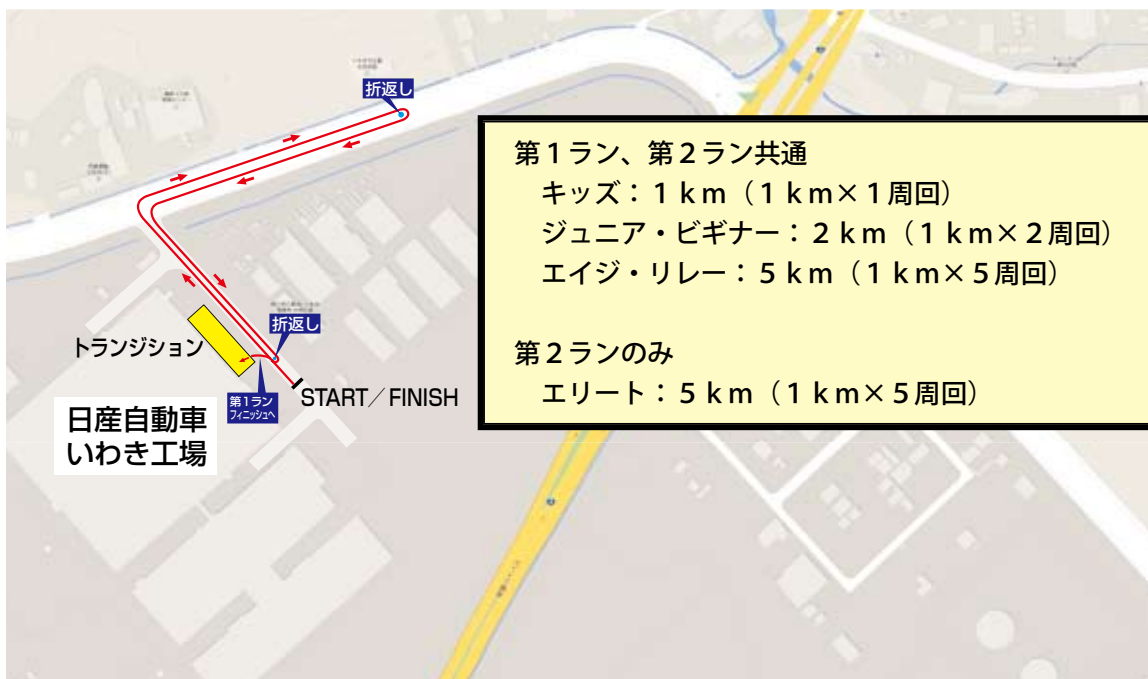 折返し
第１ラン、第２ラン共通
キッズ：１ｋｍ（１ｋｍ×１周回）
ジュニア・ビギナー：２ｋｍ（１ｋｍ×２周回）
エイジ・リレー：５ｋｍ（１ｋｍ×５周回）
第２ランのみ
エリート：５ｋｍ（１ｋｍ×５周回）
折返し
トランジション
第１ラン
フィニッシュへ
START／FINISH
日産自動車
いわき工場